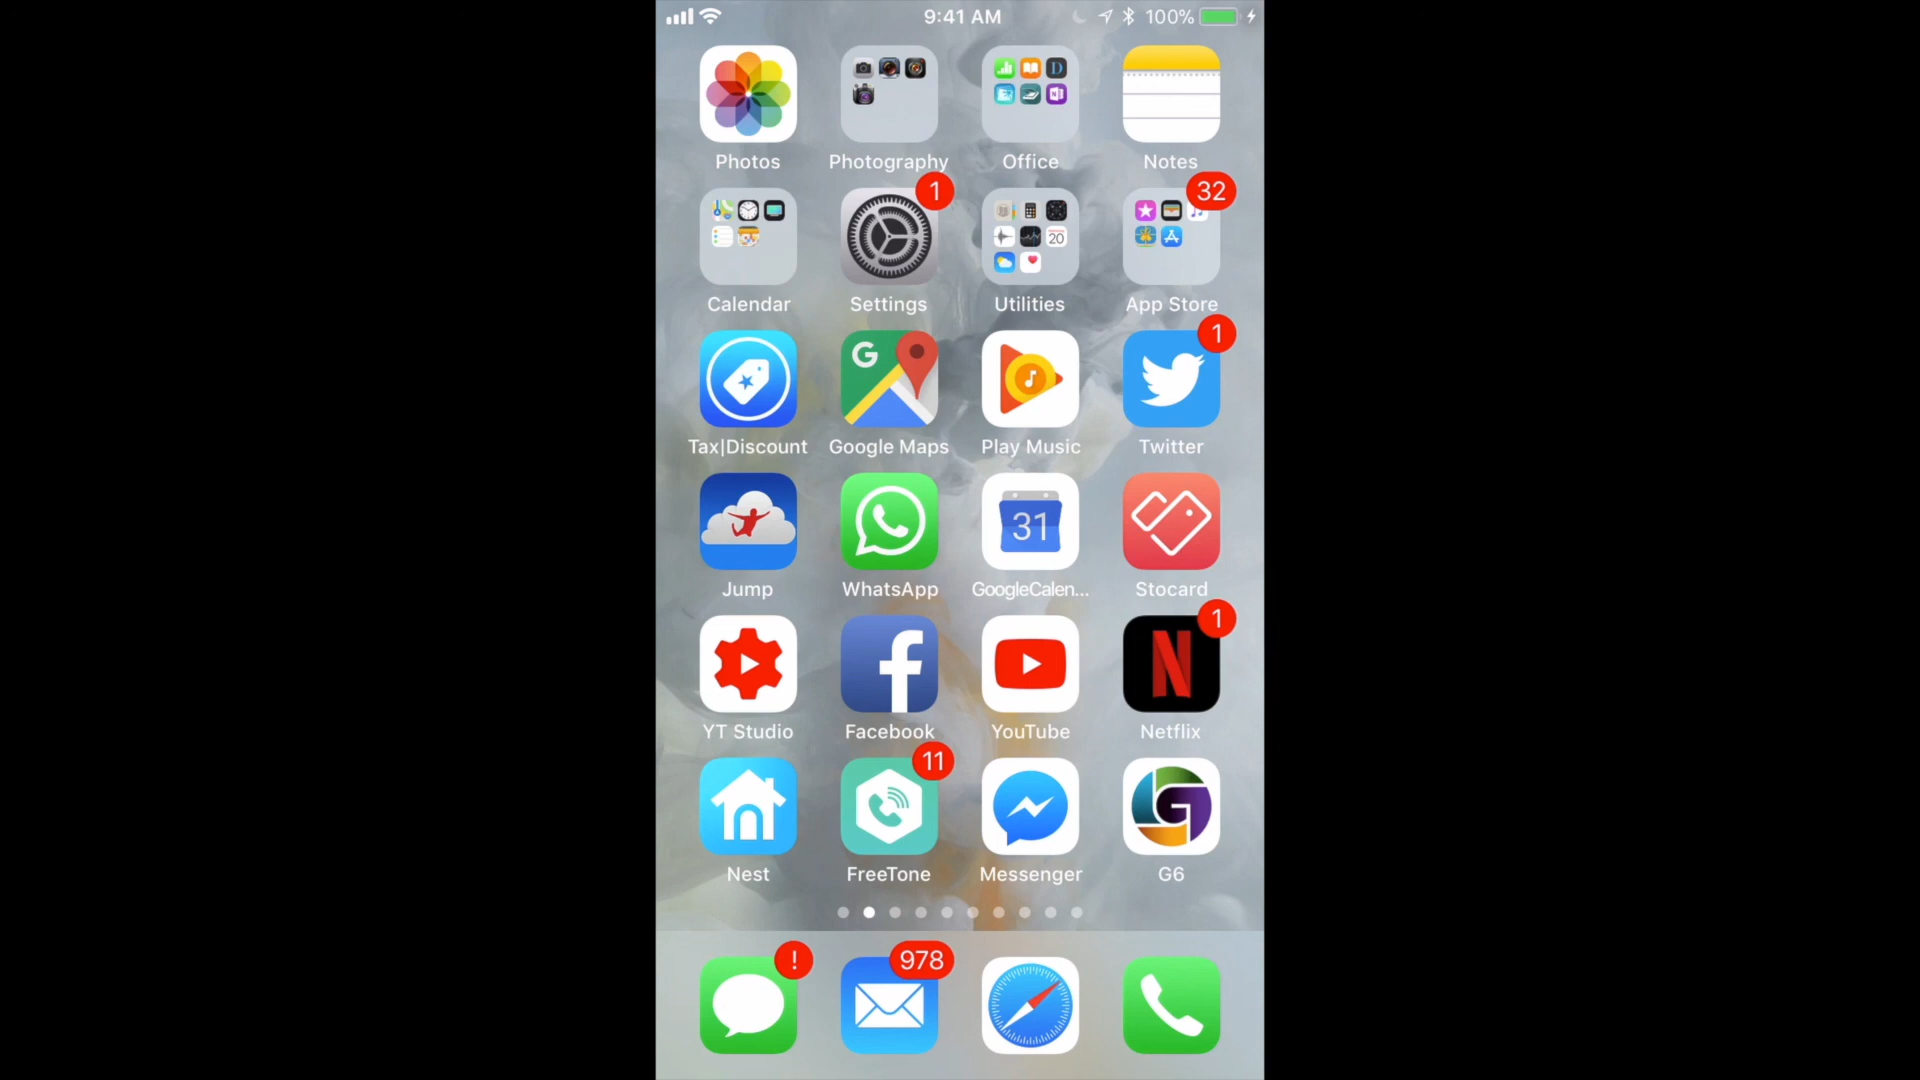 9:41 AM
100%
Photos
Photography
Office
Notes
1
32
20
Calendar
Settings
Utilities
App Store
1
G
Tax|Discount
Google Maps
Play Music
Twitter
31
Jump
WhatsApp
GoogleCalen...
Stocard
1
f
N
YT Studio
Facebook
YouTube
Netflix
11
G
Nest
FreeTone
Messenger
G6
!
978